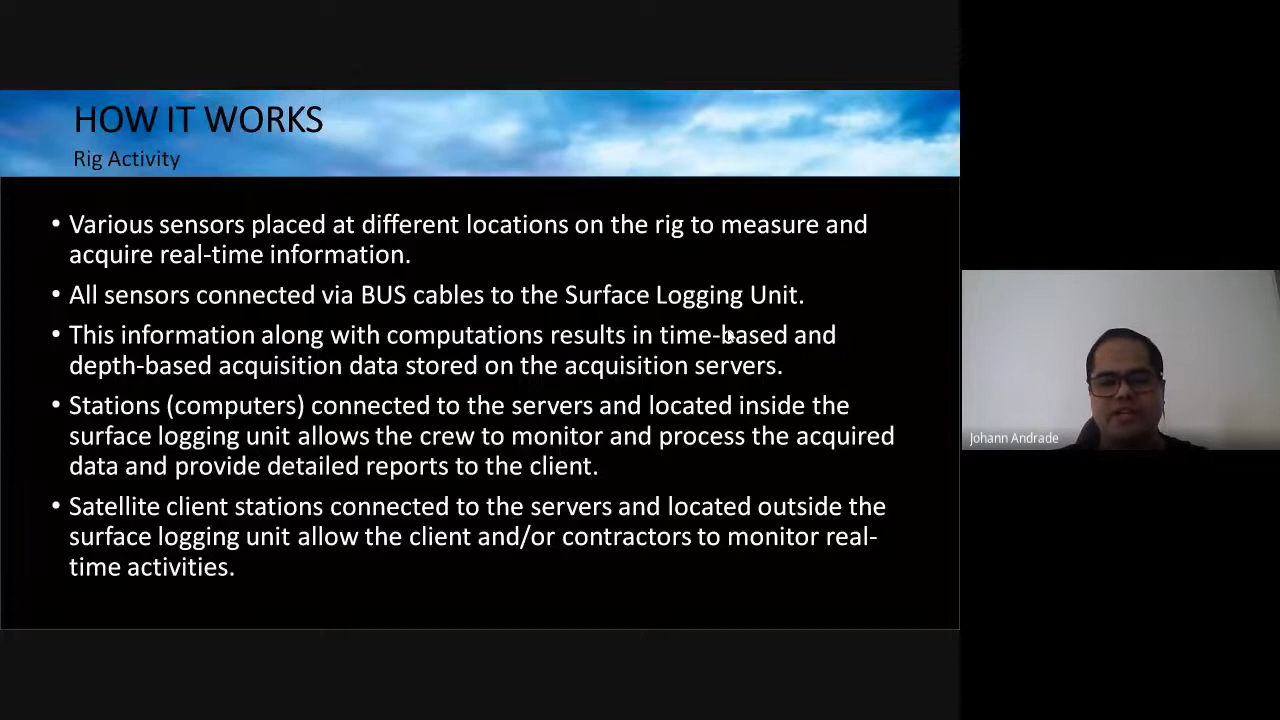 HOW IT WORKS
Rig Activity
• Various sensors placed at different locations on the rig to measure and
acquire real-time information.
• All sensors connected via BUS cables to the Surface Logging Unit.
• This information along with computations results in time-based and
depth-based acquisition data stored on the acquisition servers.
• Stations (computers) connected to the servers and located inside the
surface logging unit allows the crew to monitor and process the acquired
data and provide detailed reports to the client.
• Satellite client stations connected to the servers and located outside the
surface logging unit allow the client and/or contractors to monitor real-
time activities.
Johann Andrade